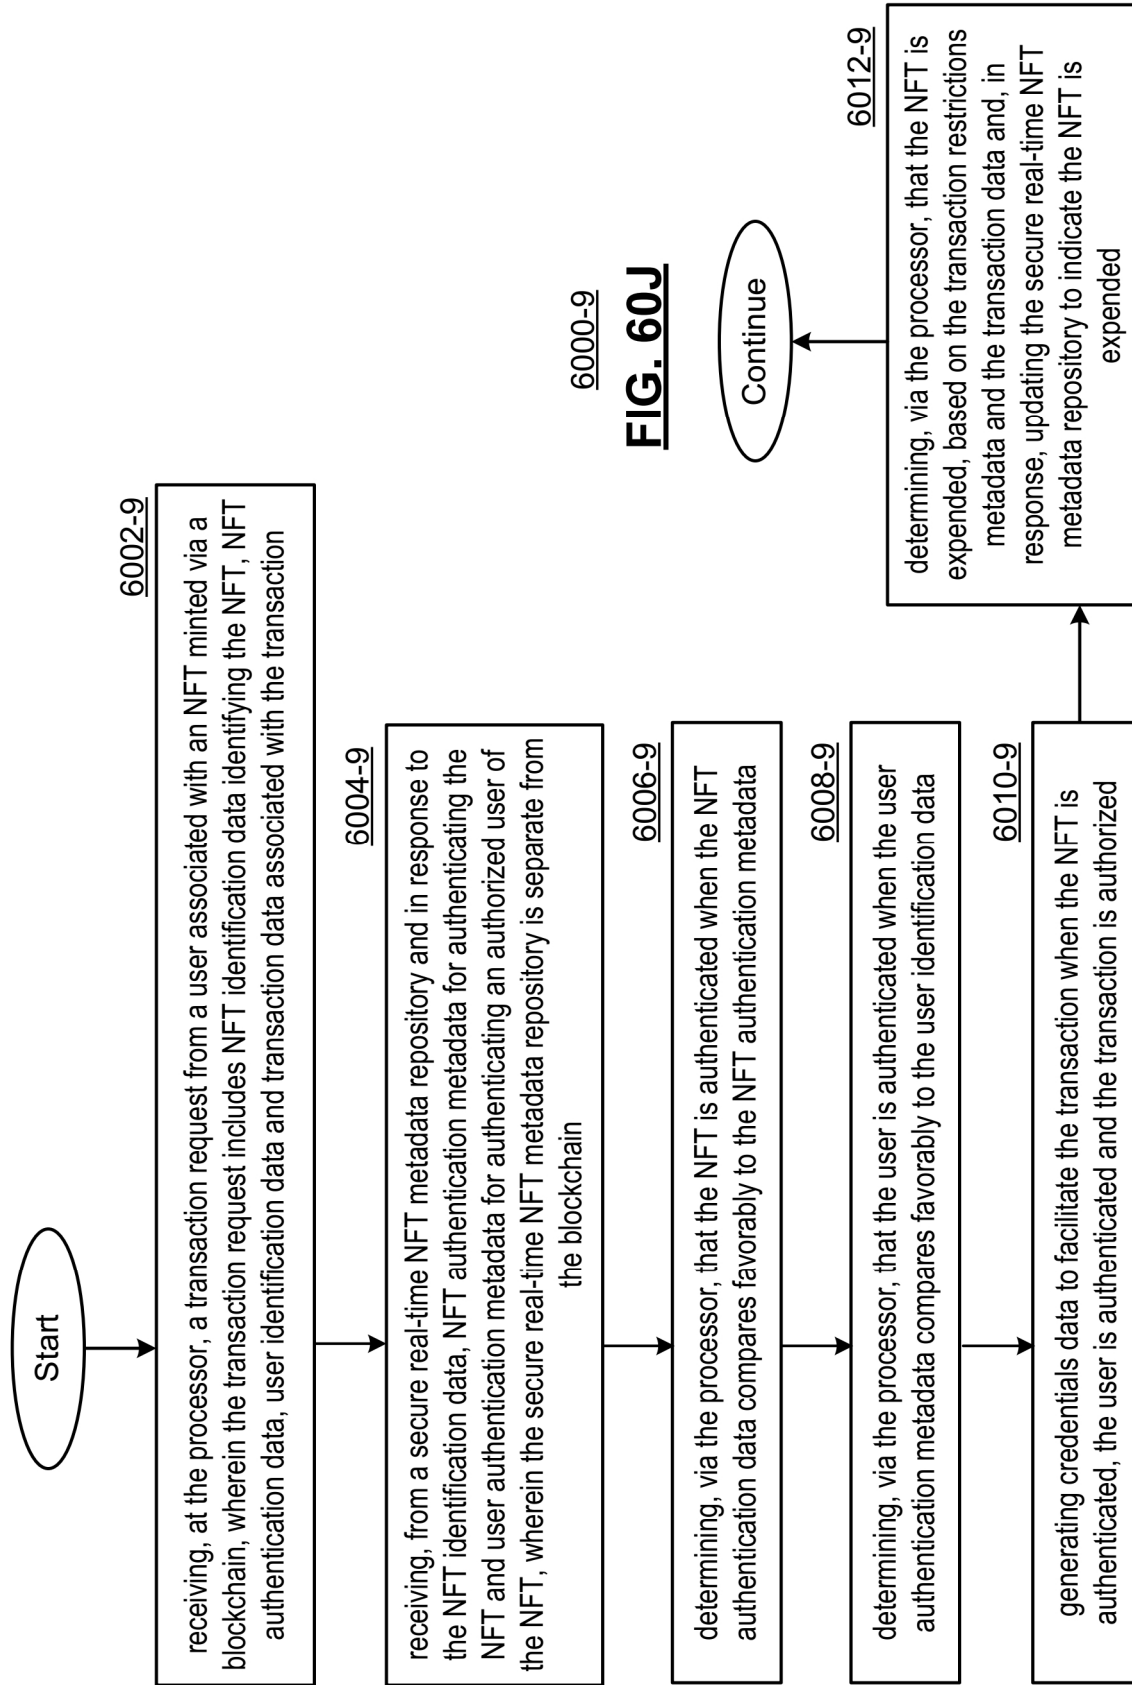 Start
6002-9
receiving, at the processor, a transaction request from a user associated with an NFT minted via a
blockchain, wherein the transaction request includes NFT identification data identifying the NFT, NFT
authentication data, user identification data and transaction data associated with the transaction
6004-9
receiving, from a secure real-time NFT metadata repository and in response to
the NFT identification data, NFT authentication metadata for authenticating the
NFT and user authentication metadata for authenticating an authorized user of
the NFT, wherein the secure real-time NFT metadata repository is separate from
the blockchain
6006-9
determining, via the processor, that the NFT is authenticated when the NFT
authentication data compares favorably to the NFT authentication metadata
6008-9
determining, via the processor, that the user is authenticated when the user
authentication metadata compares favorably to the user identification data
6010-9
generating credentials data to facilitate the transaction when the NFT is
authenticated, the user is authenticated and the transaction is authorized
6012-9
determining, via the processor, that the NFT is
expended, based on the transaction restrictions
metadata and the transaction data and, in
response, updating the secure real-time NFT
metadata repository to indicate the NFT is
expended
Continue
6000-9
FIG. 60J